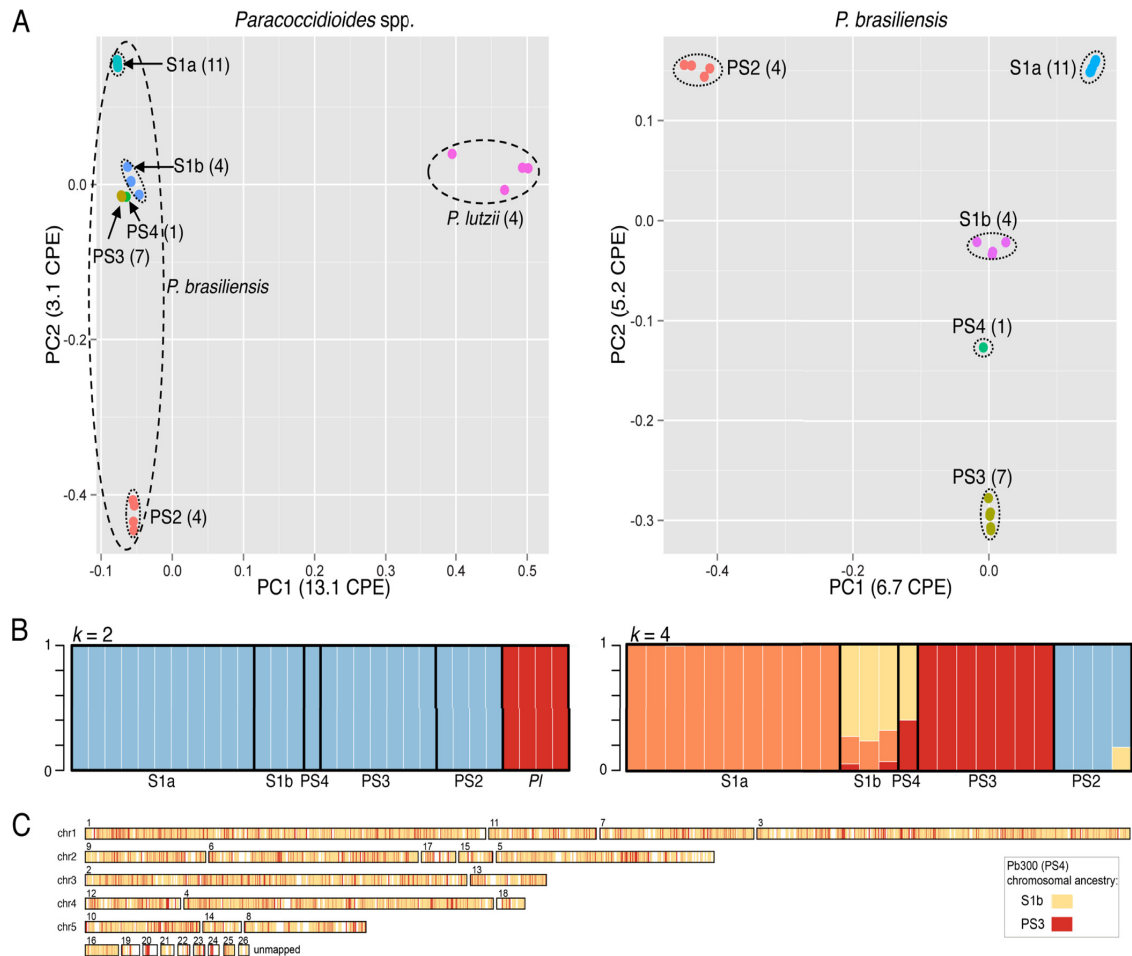 A
Paracoccidioides spp.
P. brasiliensis
S1a (11)
S1b (4)
PS4 (1)
PS3 (7)
P. brasiliensis
P. lutzii (4)
PS2 (4)
0.0
-0.2
-0.4
PC2 (3.1 CPE)
-0.1 0.0 0.1 0.2 0.3 0.4 0.5
PC1 (13.1 CPE)
PS2 (4)
S1a (11)
S1b (4)
PS4 (1)
PS3 (7)
0.1
0.0
-0.1
-0.2
-0.3
PC2 (5.2 CPE)
-0.4 -0.2 0.0
PC1 (6.7 CPE)
B
k = 2
1
0
S1a S1b PS4 PS3 PS2 Pl
k = 4
1
0
S1a S1b PS4 PS3 PS2
C
1 11 7 3
chr1
9 6 17 15 5
chr2
2 13
chr3
12 4 18
chr4
10 14 8
chr5
16 19 20 21 22 23 24 25 26
unmapped
Pb300 (PS4)
chromosomal ancestry:
S1b
PS3